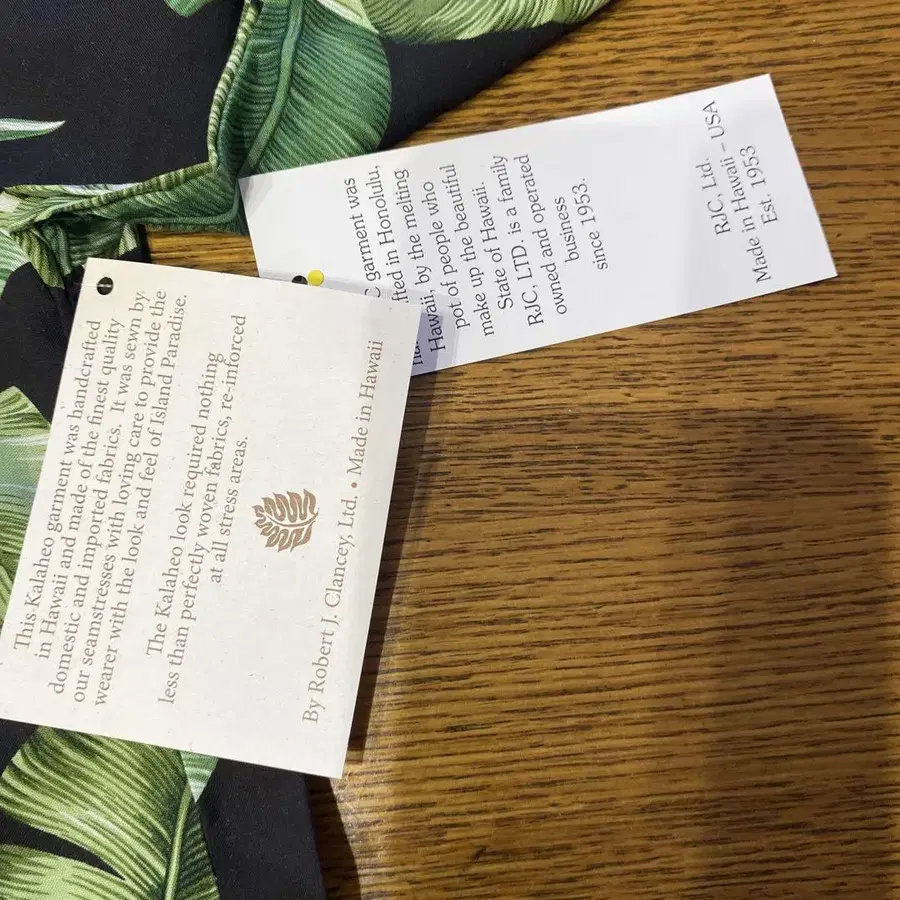 This Kalaheo garment was handcrafted
in Hawaii and made of the finest quality
domestic and imported fabrics. It was sewn by
our seamstresses with loving care to provide the
wearer with the look and feel of Island Paradise.
The Kalaheo look required nothing
less than perfectly woven fabrics, re-inforced
at all stress areas.
By Robert J. Clancey, Ltd. • Made in Hawaii
C garment was
fted in Honolulu,
Hawaii, by the melting
pot of people who
make up the beautiful
State of Hawaii.
RJC, LTD. is a family
owned and operated
business
since 1953.
RJC, Ltd.
Made in Hawaii – USA
Est. 1953